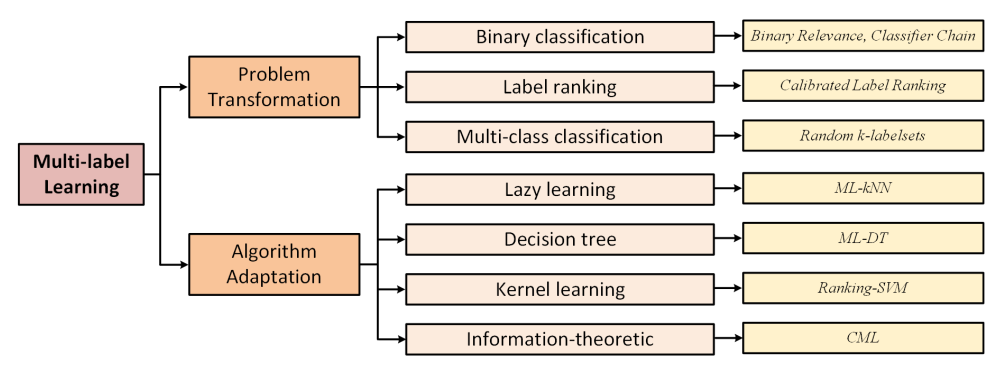 Multi-label
Learning
Problem
Transformation
Binary classification
Binary Relevance, Classifier Chain
Label ranking
Calibrated Label Ranking
Multi-class classification
Random k-labelsets
Algorithm
Adaptation
Lazy learning
ML-kNN
Decision tree
ML-DT
Kernel learning
Ranking-SVM
Information-theoretic
CML